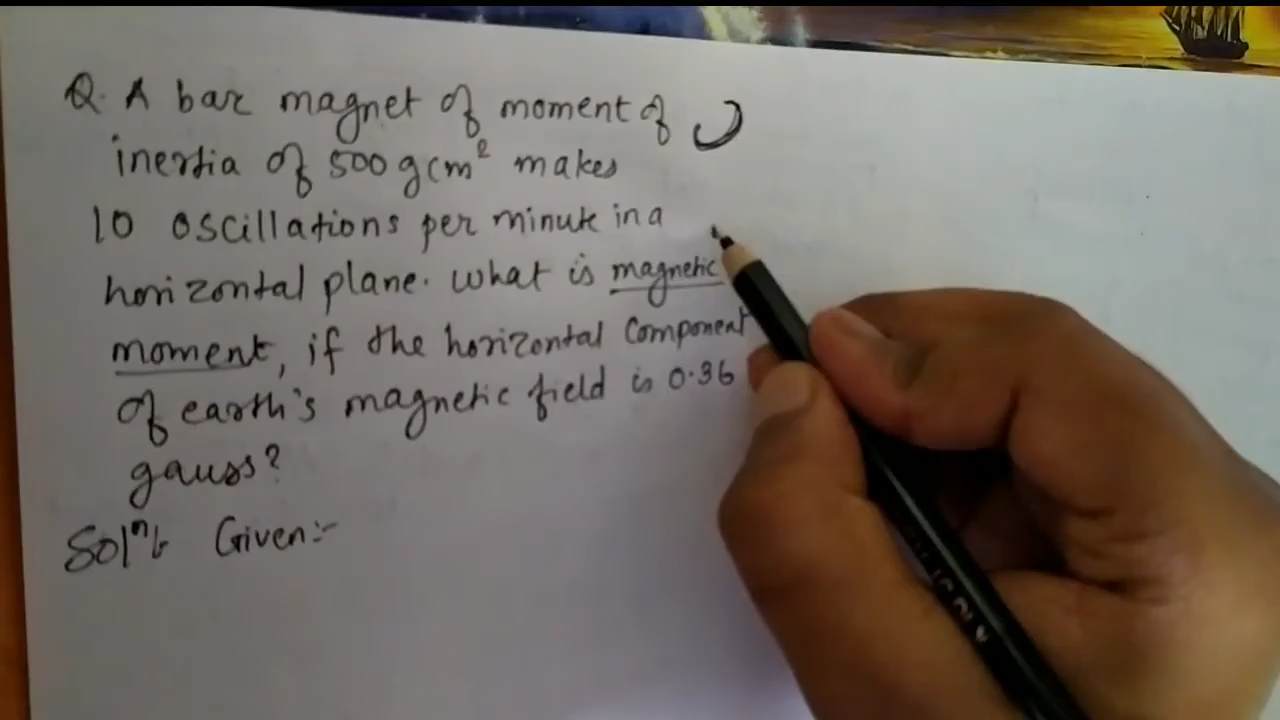 Q. A bar magnet of moment of
inertia of 500 gcm² makes
10 oscillations per minute in a
horizontal plane. What is magnetic
moment, if the horizontal Component
of earth's magnetic field is 0.36
gauss?
Solⁿ:- Given:-